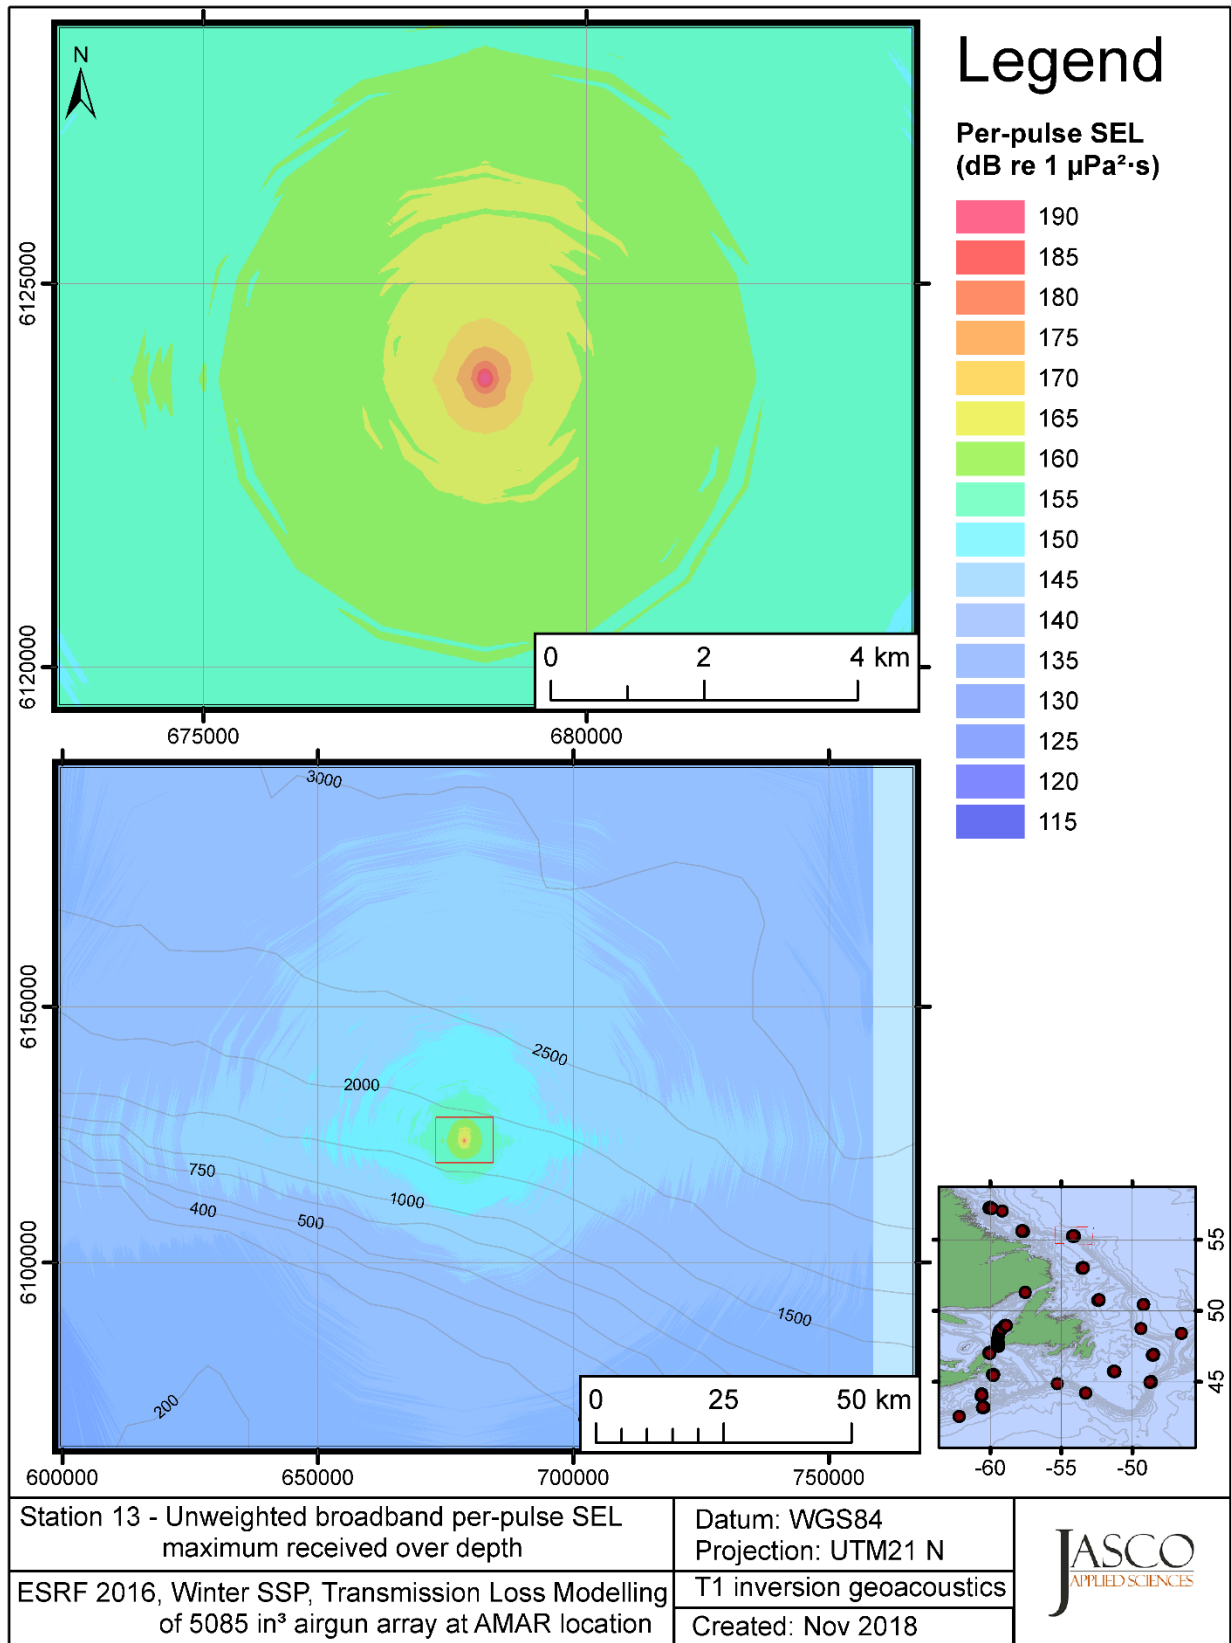 N
6125000
6120000
0 2 4 km
675000 680000
Legend
Per-pulse SEL
(dB re 1 µPa²·s)
190
185
180
175
170
165
160
155
150
145
140
135
130
125
120
115
3000
2500
2000
750
1000
400
500
1500
200
6150000
6100000
0 25 50 km
600000 650000 700000 750000
55
50
45
-60 -55 -50
Station 13 - Unweighted broadband per-pulse SEL
maximum received over depth
ESRF 2016, Winter SSP, Transmission Loss Modelling
of 5085 in³ airgun array at AMAR location
Datum: WGS84
Projection: UTM21 N
T1 inversion geoacoustics
Created: Nov 2018
JASCO
APPLIED SCIENCES